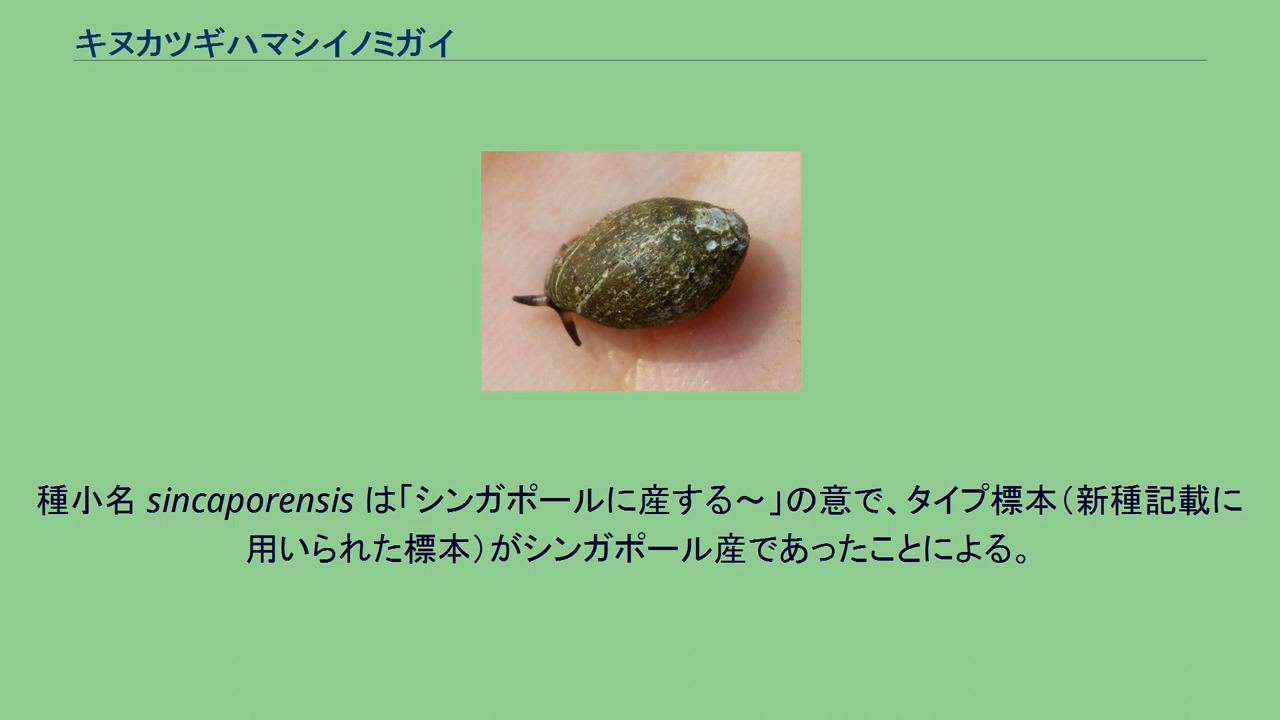 キヌカツギハマシイノミガイ
種小名 sincaporensis は「シンガポールに産する～」の意で、タイプ標本（新種記載に
用いられた標本）がシンガポール産であったことによる。